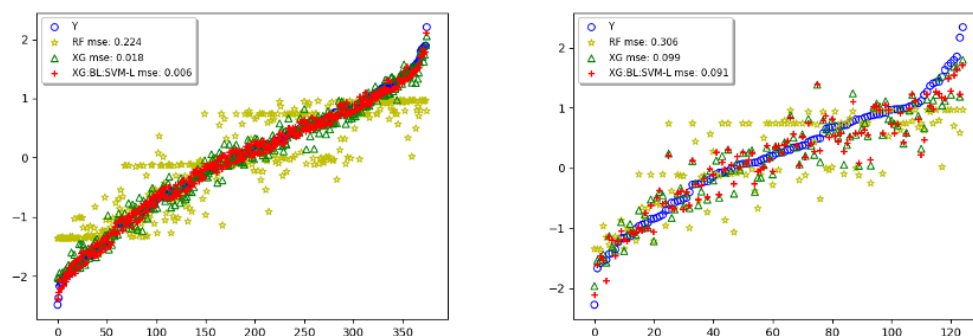 Y
RF mse: 0.224
XG mse: 0.018
XG:BL:SVM-L mse: 0.006
2
1
0
−1
−2
0 50 100 150 200 250 300 350
Y
RF mse: 0.306
XG mse: 0.099
XG:BL:SVM-L mse: 0.091
2
1
0
−1
−2
0 20 40 60 80 100 120